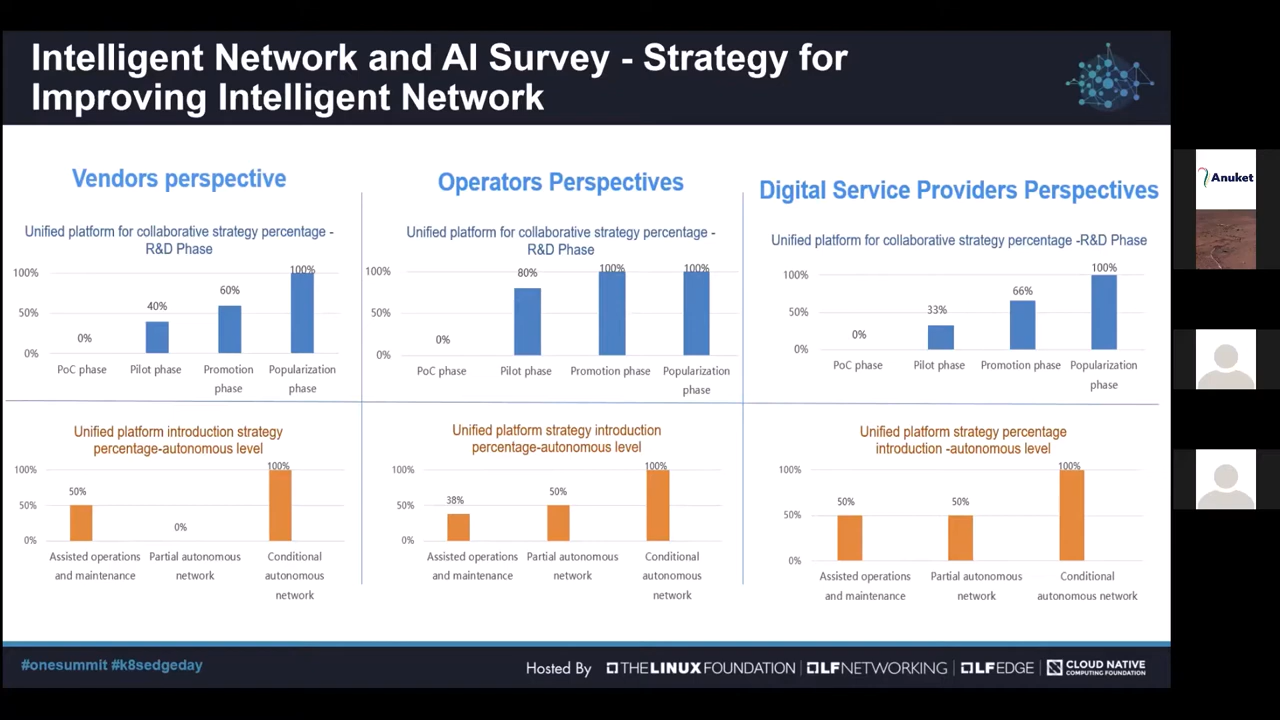 Intelligent Network and AI Survey - Strategy for
Improving Intelligent Network
Vendors perspective
Unified platform for collaborative strategy percentage -
R&D Phase
100%
50%
0%
0%
40%
60%
100%
PoC phase
Pilot phase
Promotion
phase
Popularization
phase
Operators Perspectives
Unified platform for collaborative strategy percentage -
R&D Phase
100%
50%
0%
0%
80%
100%
100%
PoC phase
Pilot phase
Promotion phase
Popularization
phase
Digital Service Providers Perspectives
Unified platform for collaborative strategy percentage -R&D Phase
100%
50%
0%
0%
33%
66%
100%
PoC phase
Pilot phase
Promotion phase
Popularization
phase
Unified platform introduction strategy
percentage-autonomous level
100%
50%
0%
50%
0%
100%
Assisted operations
and maintenance
Partial autonomous
network
Conditional
autonomous
network
Unified platform strategy introduction
percentage-autonomous level
100%
50%
0%
38%
50%
100%
Assisted operations
and maintenance
Partial autonomous
network
Conditional
autonomous
network
Unified platform strategy percentage
introduction -autonomous level
100%
50%
0%
50%
50%
100%
Assisted operations
and maintenance
Partial autonomous
network
Conditional
autonomous network
#onesummit #k8sedgeday
Hosted By
THE LINUX FOUNDATION
LFNETWORKING
LFEDGE
CLOUD NATIVE
COMPUTING FOUNDATION
Anuket